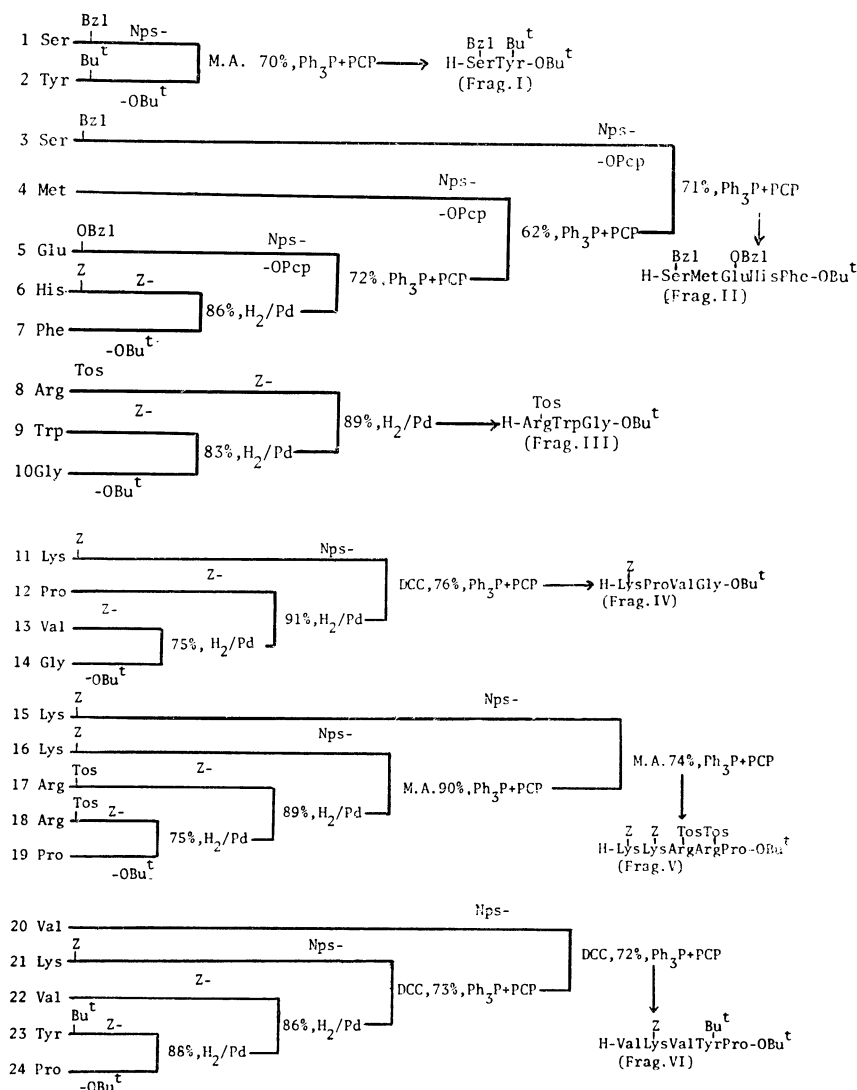 Bzl Nps-
1 Ser
Bu^t M.A. 70%,Ph3P+PCP
2 Tyr
-OBu^t
Bzl Bu^t
H-SerTyr-OBu^t
(Frag.I)
Bzl Nps-
3 Ser
-OPcp
Nps-
4 Met
-OPcp
71%,Ph3P+PCP
62%,Ph3P+PCP
OBzl Nps-
5 Glu
-OPcp
Z Z-
6 His
72%,Ph3P+PCP
86%,H2/Pd
7 Phe
-OBu^t
Bzl OBzl
H-SerMetGluHisPhe-OBu^t
(Frag.II)
Tos Z-
8 Arg
Z-
9 Trp
89%,H2/Pd
83%,H2/Pd
10Gly
-OBu^t
Tos
H-ArgTrpGly-OBu^t
(Frag.III)
Z Nps-
11 Lys
Z-
12 Pro
DCC,76%,Ph3P+PCP
Z-
13 Val
91%,H2/Pd
75%, H2/Pd
14 Gly
-OBu^t
Z
H-LysProValGly-OBu^t
(Frag.IV)
Z Nps-
15 Lys
Z Nps-
16 Lys
M.A.74%,Ph3P+PCP
Tos Z-
17 Arg
M.A.90%,Ph3P+PCP
Tos Z-
18 Arg
89%,H2/Pd
75%,H2/Pd
19 Pro
-OBu^t
Z Z TosTos
H-LysLysArgArgPro-OBu^t
(Frag.V)
Nps-
20 Val
Z Nps-
21 Lys
DCC,72%,Ph3P+PCP
Z-
22 Val
DCC,73%,Ph3P+PCP
Bu^t Z-
23 Tyr
86%,H2/Pd
88%,H2/Pd
24 Pro
-OBu^t
Z Bu^t
H-ValLysValTyrPro-OBu^t
(Frag.VI)